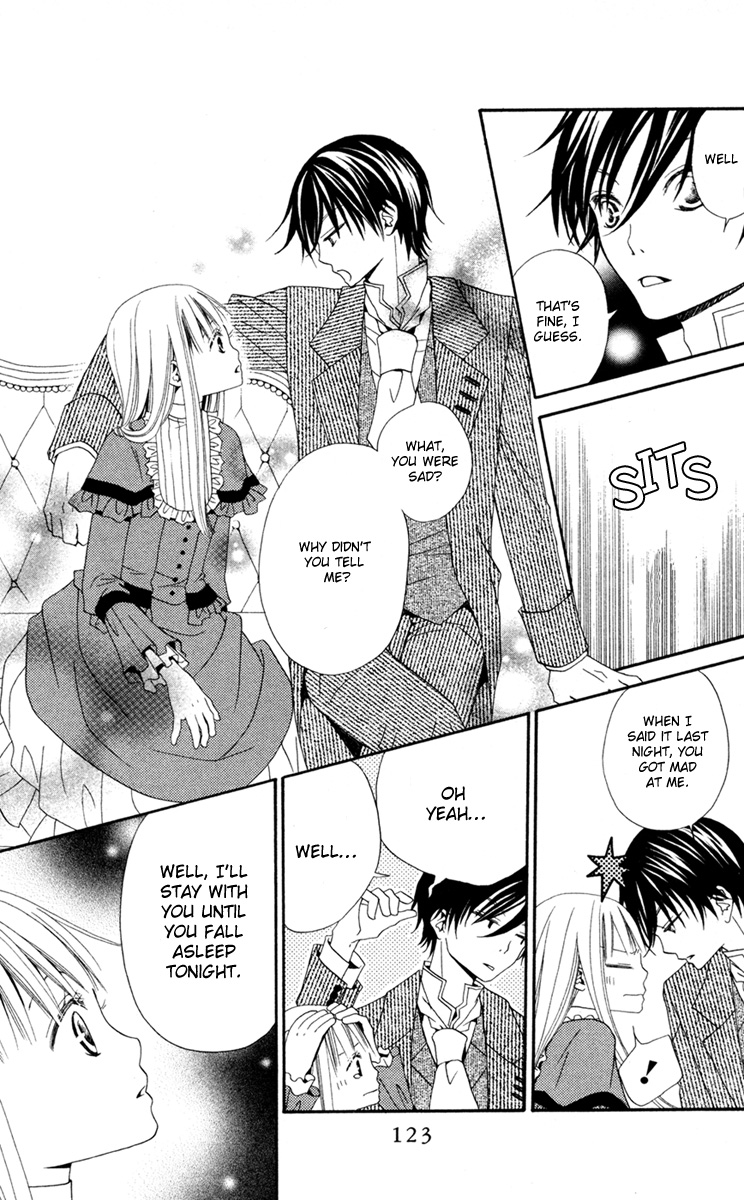 WELL
THAT'S
FINE, I
GUESS.
SITS
WHAT,
YOU WERE
SAD?
WHY DIDN'T
YOU TELL
ME?
WHEN I
SAID IT LAST
NIGHT, YOU
GOT MAD
AT ME.
!
OH
YEAH...
WELL...
WELL, I'LL
STAY WITH
YOU UNTIL
YOU FALL
ASLEEP
TONIGHT.
123